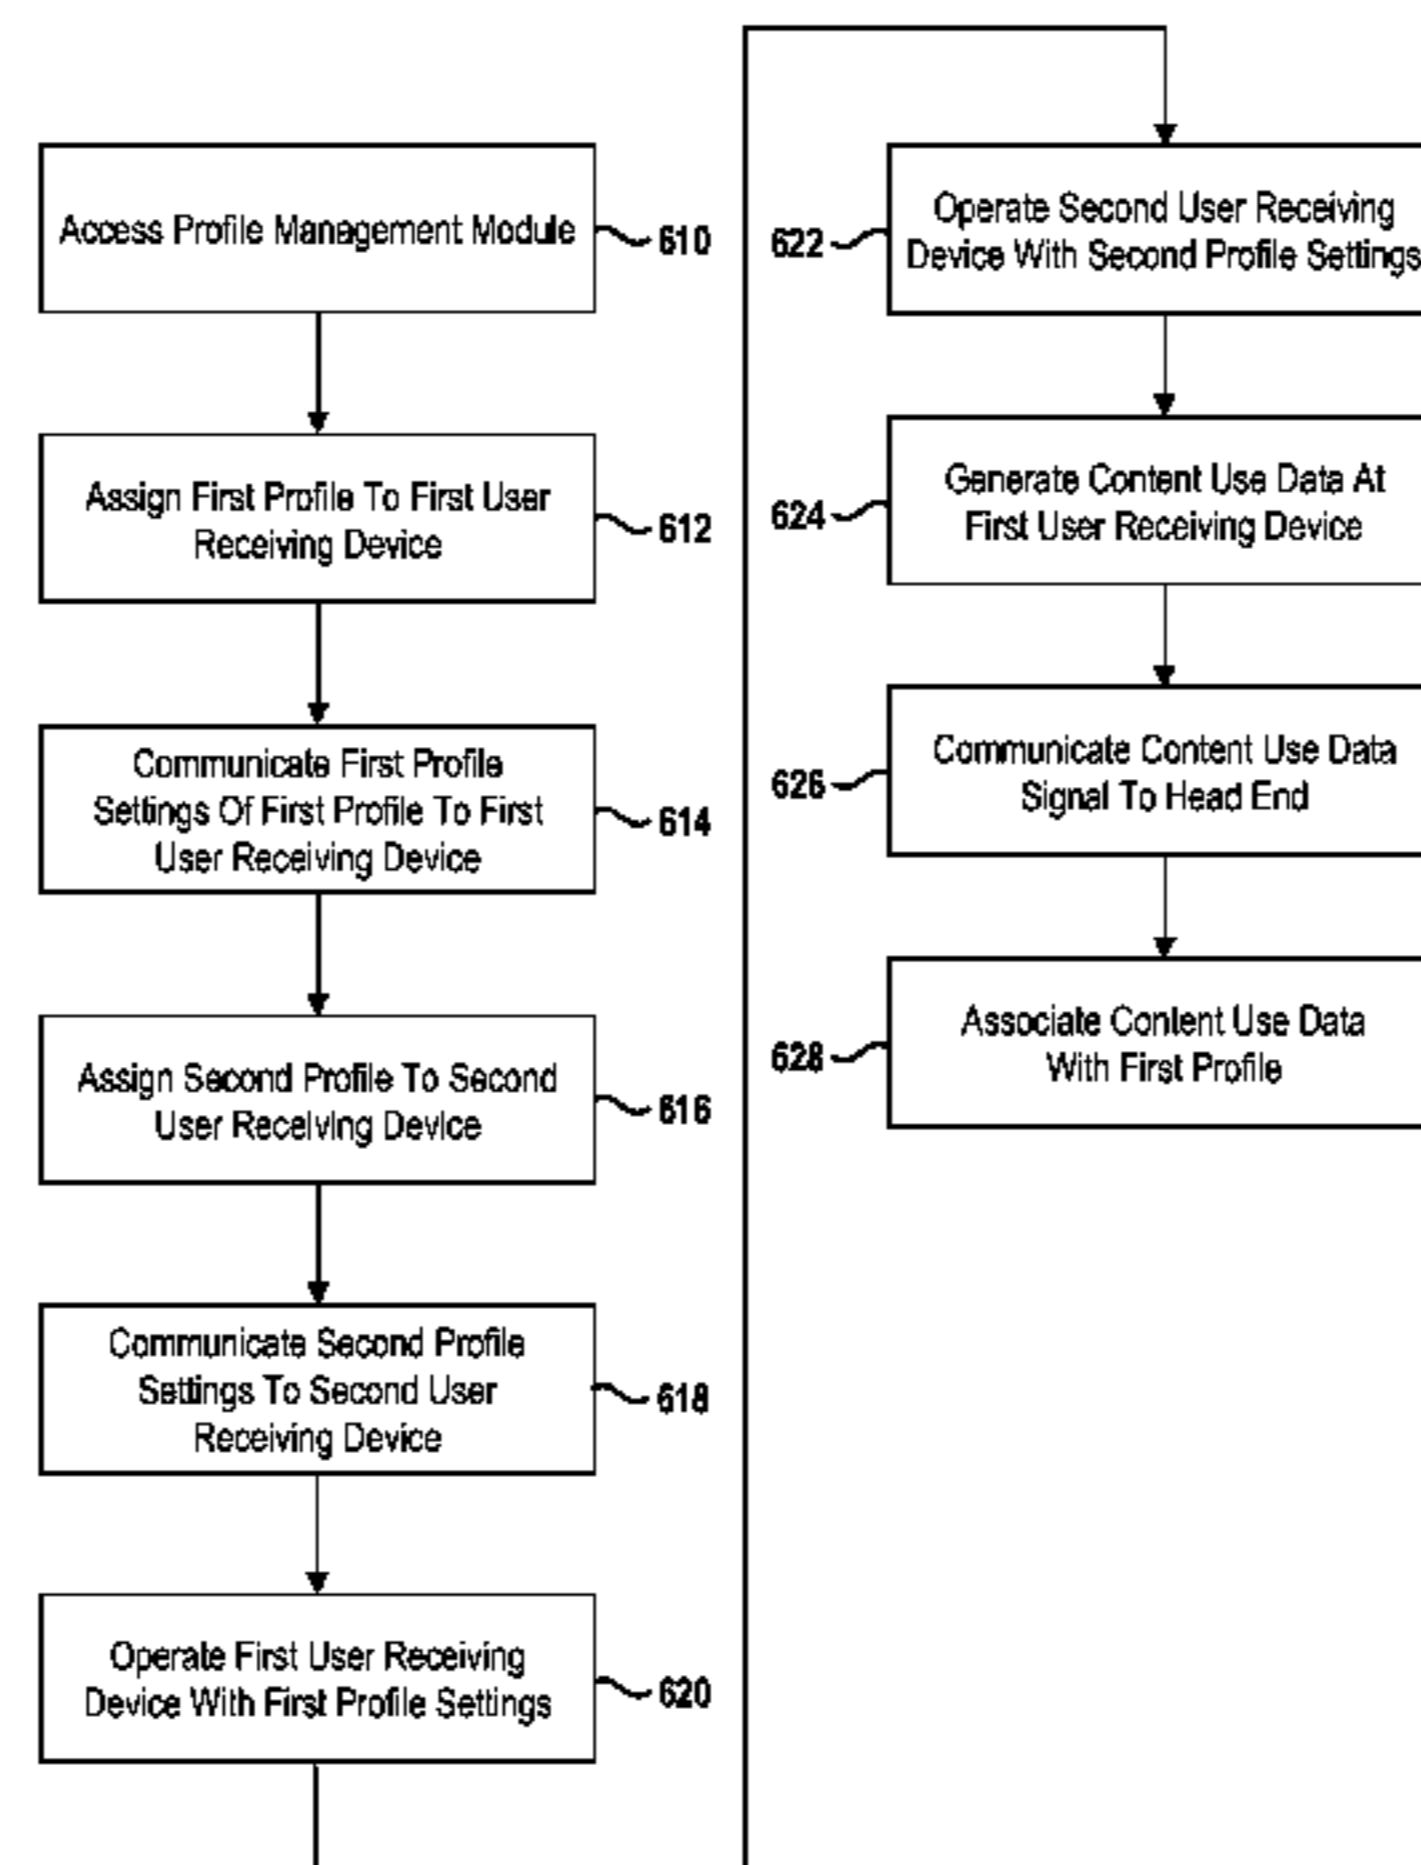 Access Profile Management Module
610
Assign First Profile To First User
Receiving Device
612
Communicate First Profile
Settings Of First Profile To First
User Receiving Device
614
Assign Second Profile To Second
User Receiving Device
616
Communicate Second Profile
Settings To Second User
Receiving Device
618
Operate First User Receiving
Device With First Profile Settings
620
Operate Second User Receiving
Device With Second Profile Settings
622
Generate Content Use Data At
First User Receiving Device
624
Communicate Content Use Data
Signal To Head End
626
Associate Content Use Data
With First Profile
628